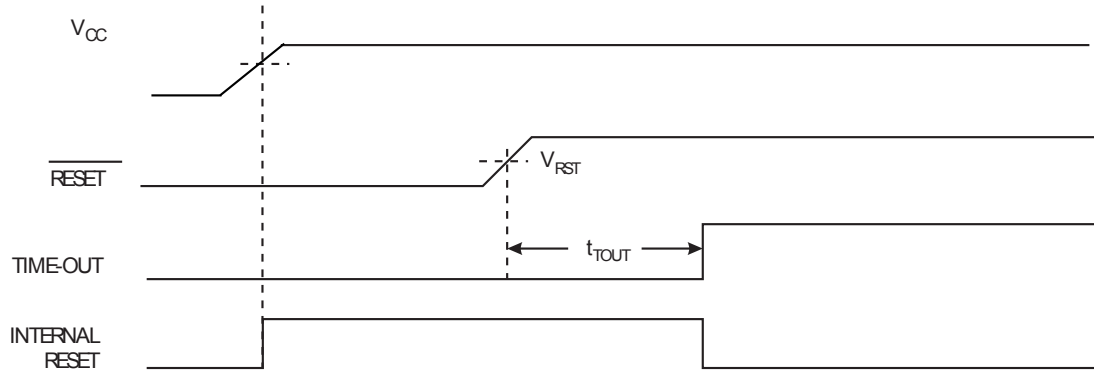 VCC
RESET
VRST
tTOUT
TIME-OUT
INTERNAL
RESET